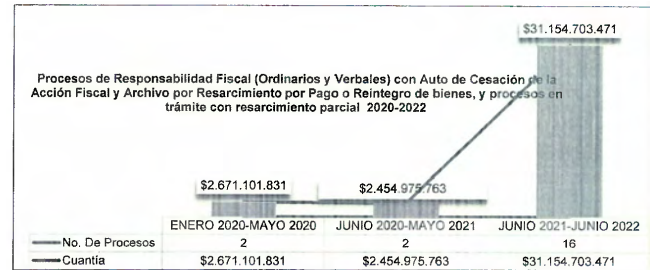 $31.154.703.471
Procesos de Responsabilidad Fiscal (Ordinarios y Verbales) con Auto de Cesación de la
Acción Fiscal y Archivo por Resarcimiento por Pago o Reintegro de bienes, y procesos en
trámite con resarcimiento parcial 2020-2022
$2.671.101.831
$2.454.975.763
ENERO 2020-MAYO 2020 JUNIO 2020-MAYO 2021 JUNIO 2021-JUNIO 2022
No. De Procesos 2 2 16
Cuantía $2.671.101.831 $2.454.975.763 $31.154.703.471